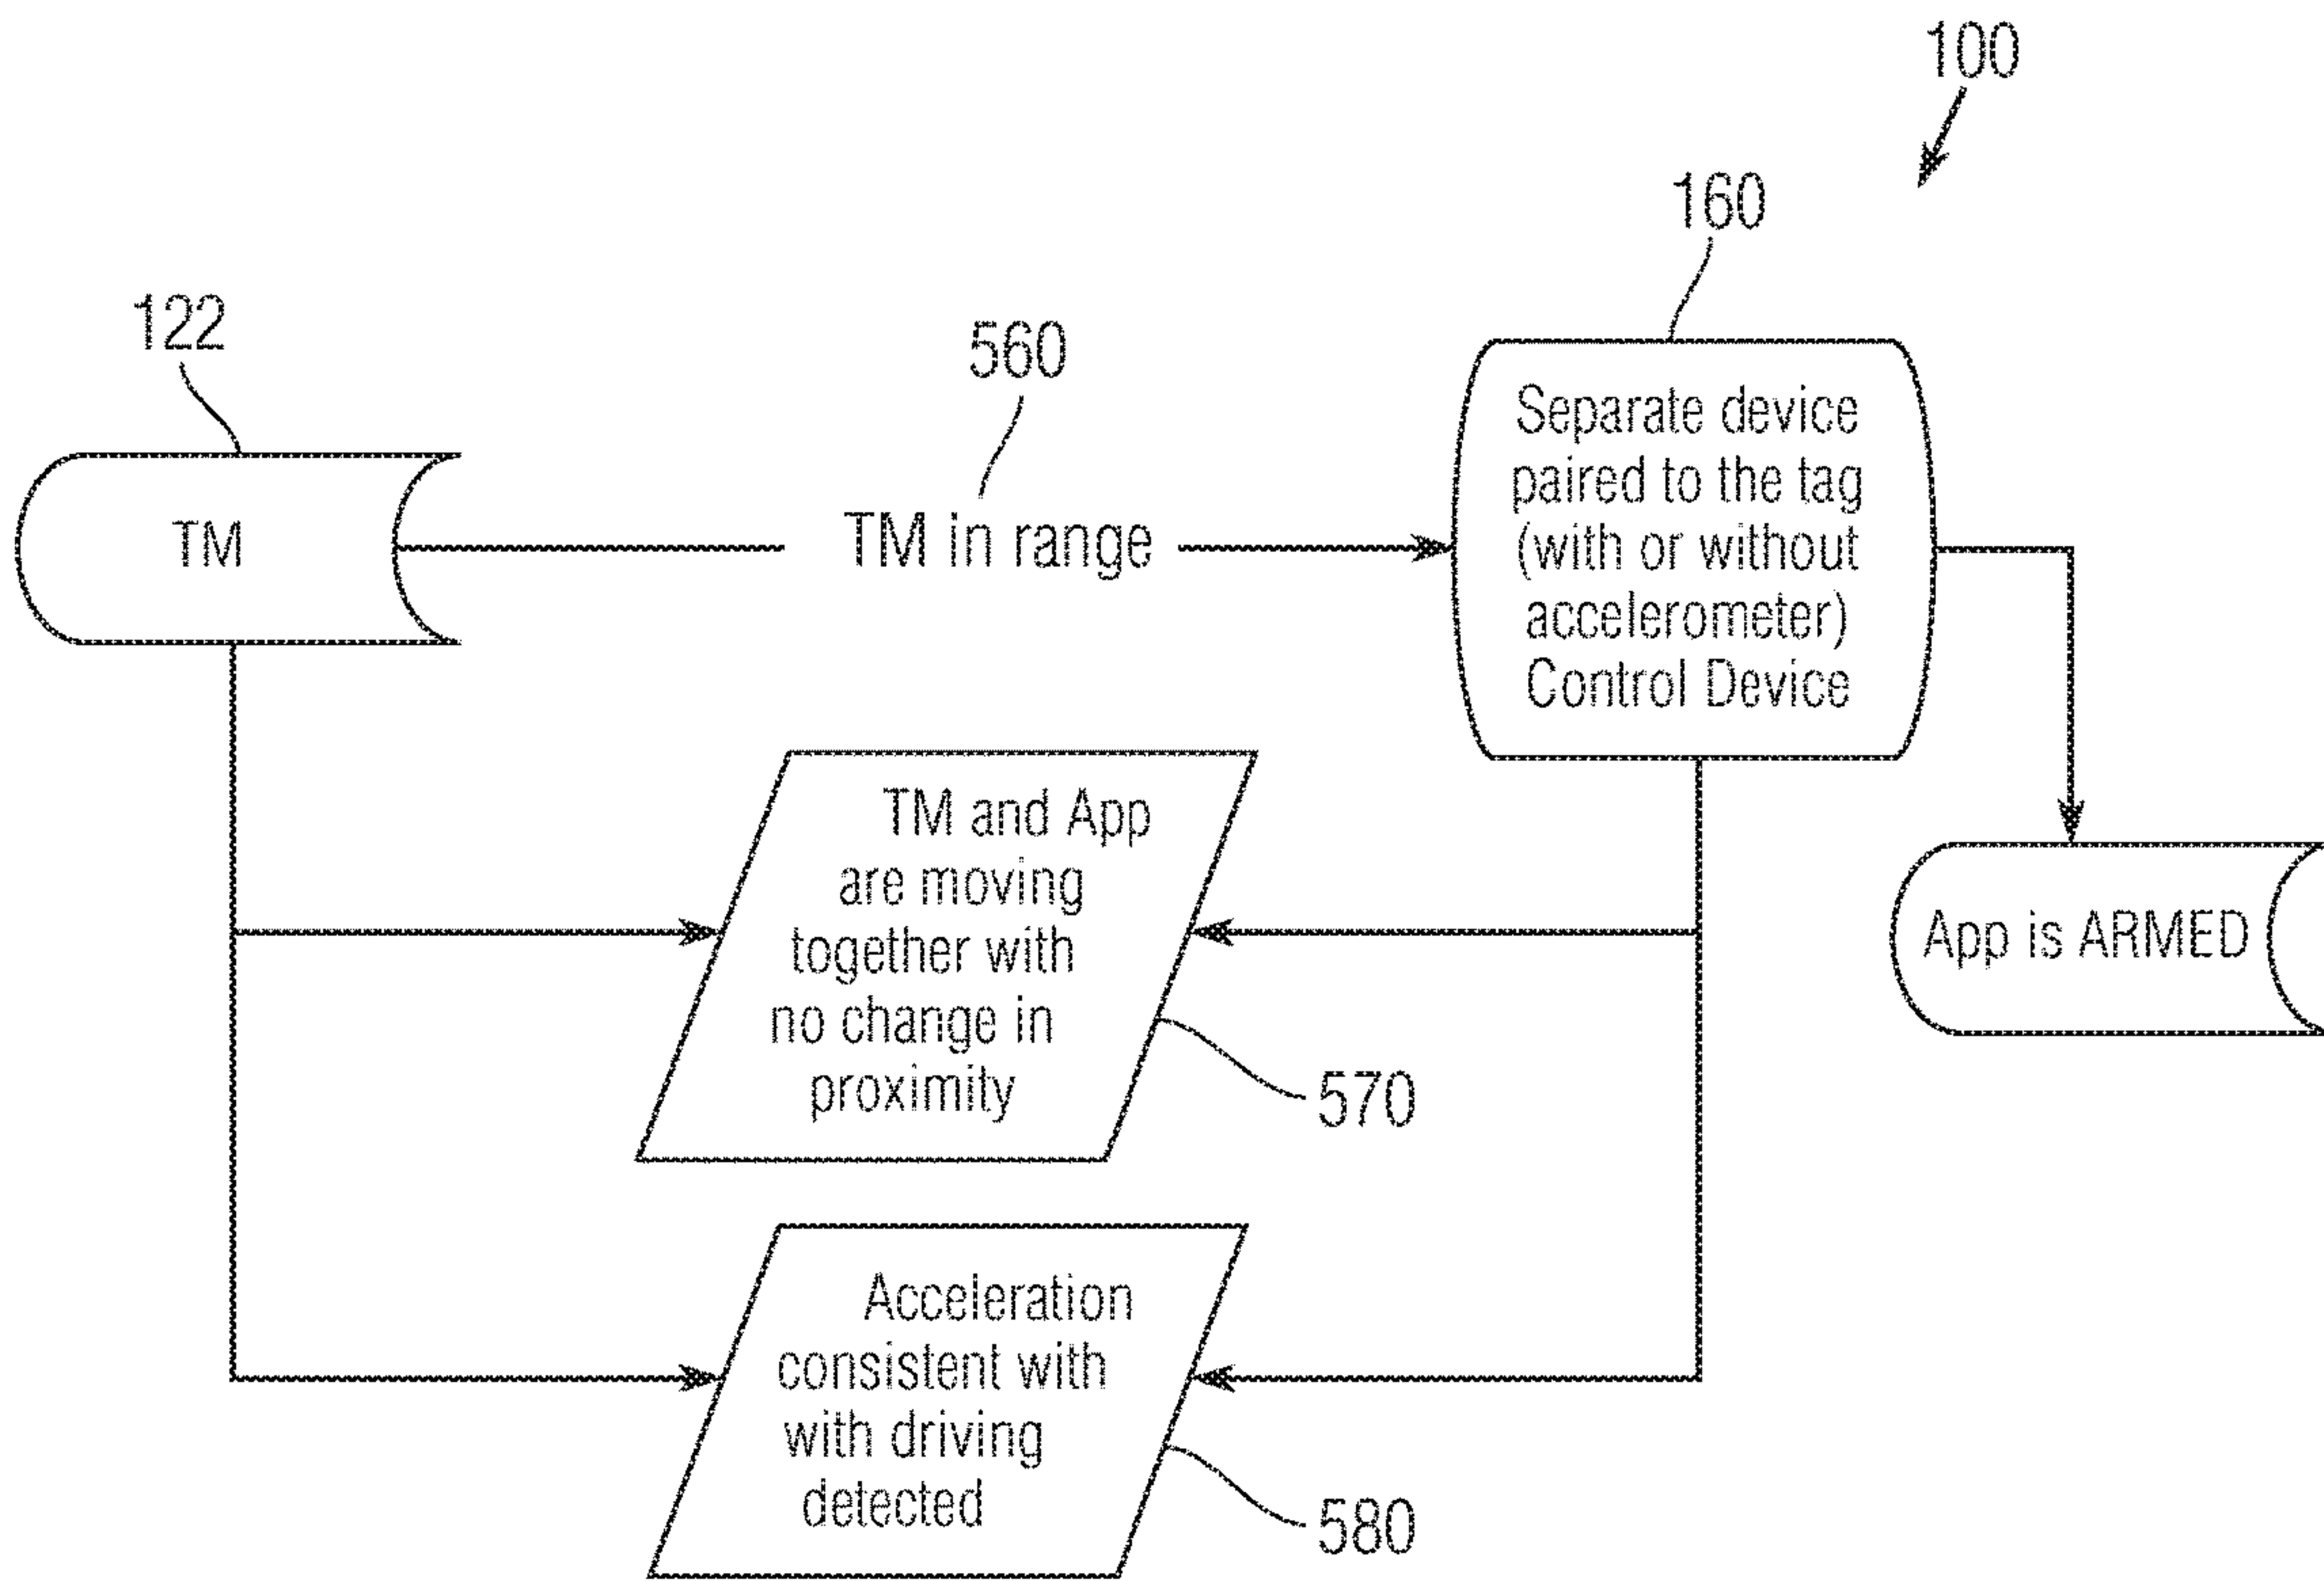 100
160
122
560
Separate device
paired to the tag
(with or without
accelerometer)
Control Device
TM
TM in range
TM and App
are moving
together with
no change in
proximity
570
App is ARMED
Acceleration
consistent with
with driving
detected
580